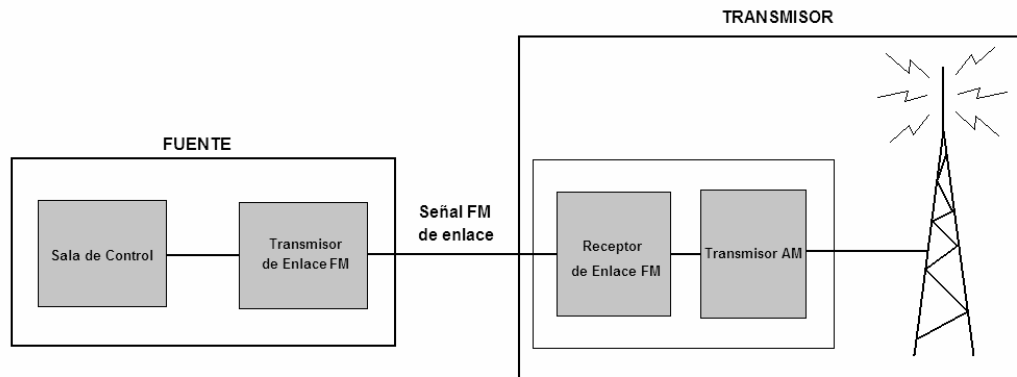 TRANSMISOR
FUENTE
Sala de Control
Transmisor
de Enlace FM
Señal FM
de enlace
Receptor
de Enlace FM
Transmisor AM